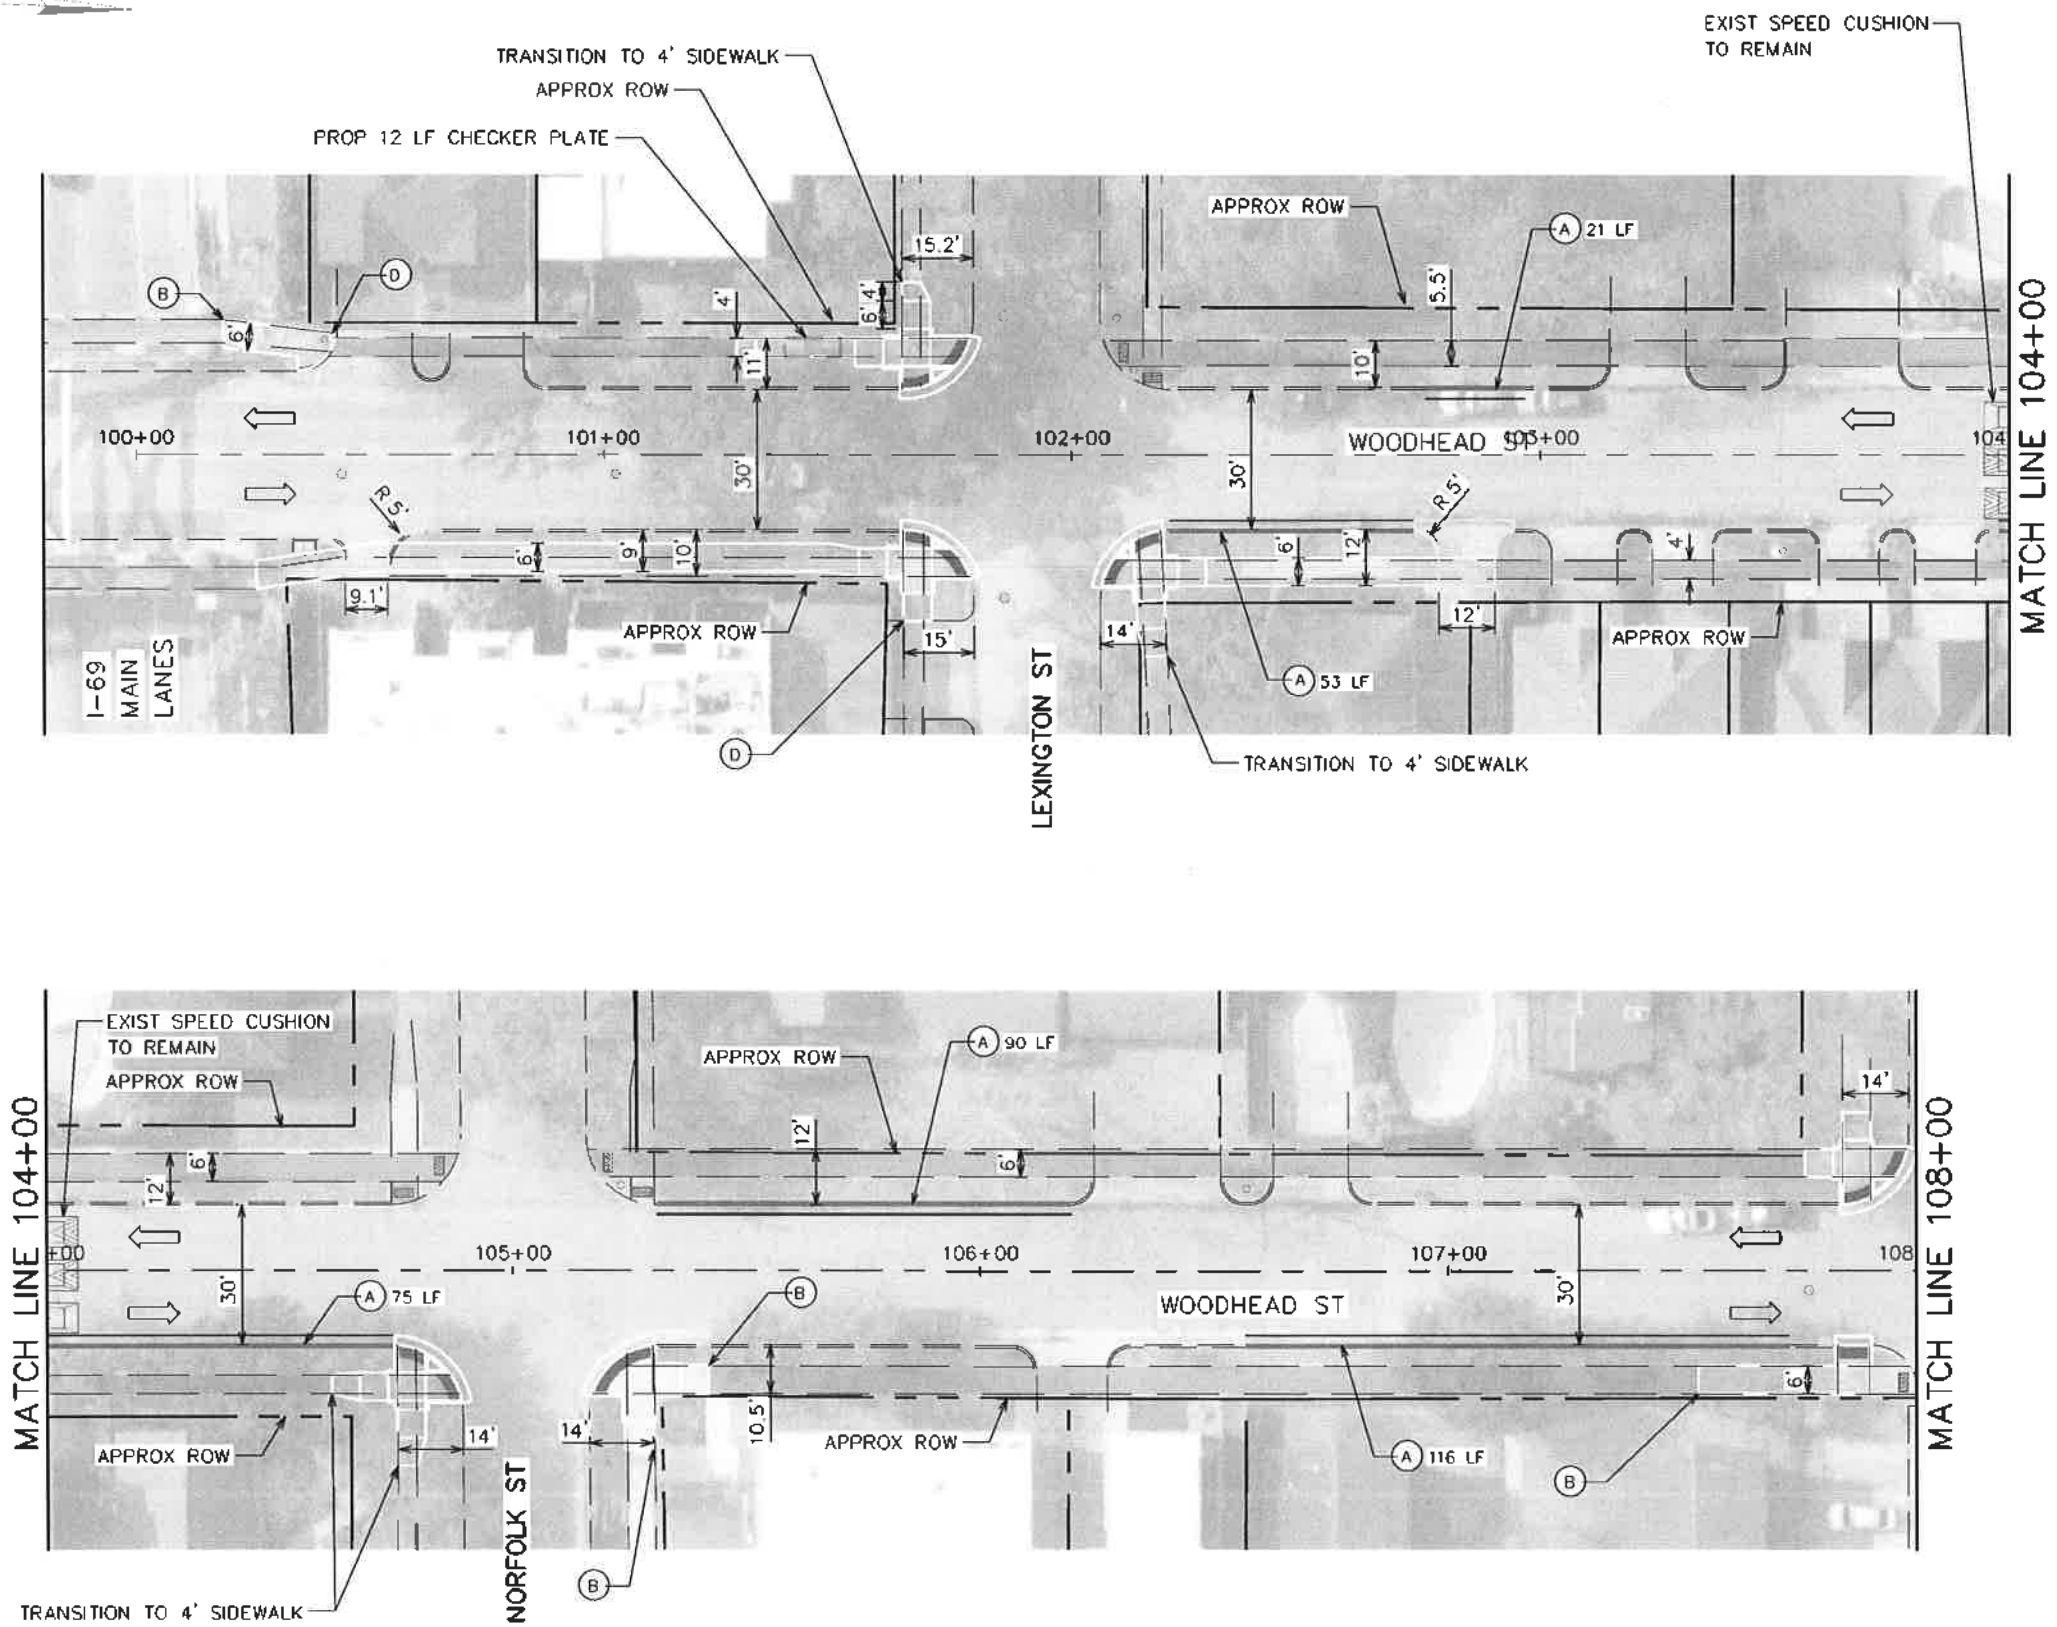 EXIST SPEED CUSHION
TO REMAIN
TRANSITION TO 4' SIDEWALK
APPROX ROW
PROP 12 LF CHECKER PLATE
APPROX ROW
A 21 LF
15.2'
B
D
6'
4'
11'
4'
6'
5.5'
10'
MATCH LINE 104+00
100+00
101+00
102+00
WOODHEAD ST
103+00
104
30'
30'
R 5'
R 5'
6'
9'
10'
6'
12'
4'
9.1'
APPROX ROW
15'
14'
12'
APPROX ROW
I-69
MAIN
LANES
A 53 LF
D
LEXINGTON ST
TRANSITION TO 4' SIDEWALK
EXIST SPEED CUSHION
TO REMAIN
APPROX ROW
APPROX ROW
A 90 LF
14'
12'
6'
12'
6'
MATCH LINE 104+00
MATCH LINE 108+00
+00
105+00
106+00
107+00
108
30'
A 75 LF
B
WOODHEAD ST
30'
6'
14'
14'
10.5'
APPROX ROW
APPROX ROW
A 116 LF
B
NORFOLK ST
B
TRANSITION TO 4' SIDEWALK